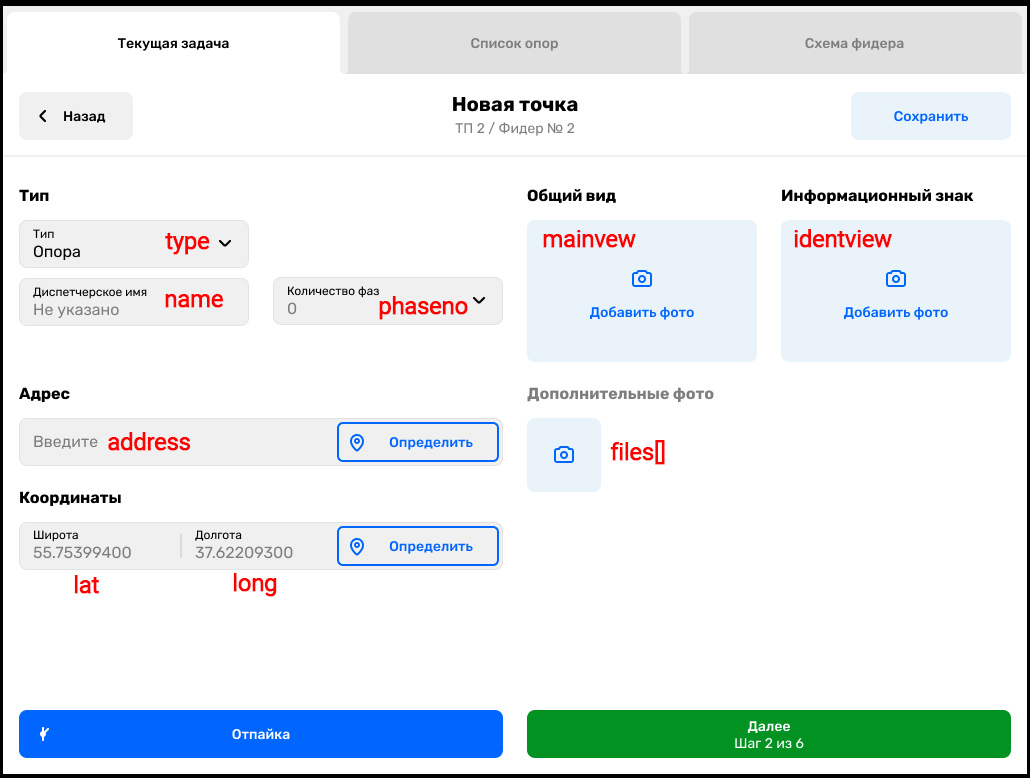 Текущая задача
Список опор
Схема фидера
Назад
Новая точка
ТП 2 / Фидер № 2
Сохранить
Тип
Тип
Опора
type
Диспетчерское имя
Не указано
name
Количество фаз
0
phaseno
Общий вид
mainvew
Добавить фото
Информационный знак
identview
Добавить фото
Адрес
Введите
address
Определить
Дополнительные фото
files[]
Координаты
Широта
55.75399400
Долгота
37.62209300
Определить
lat
long
Отпайка
Далее
Шаг 2 из 6